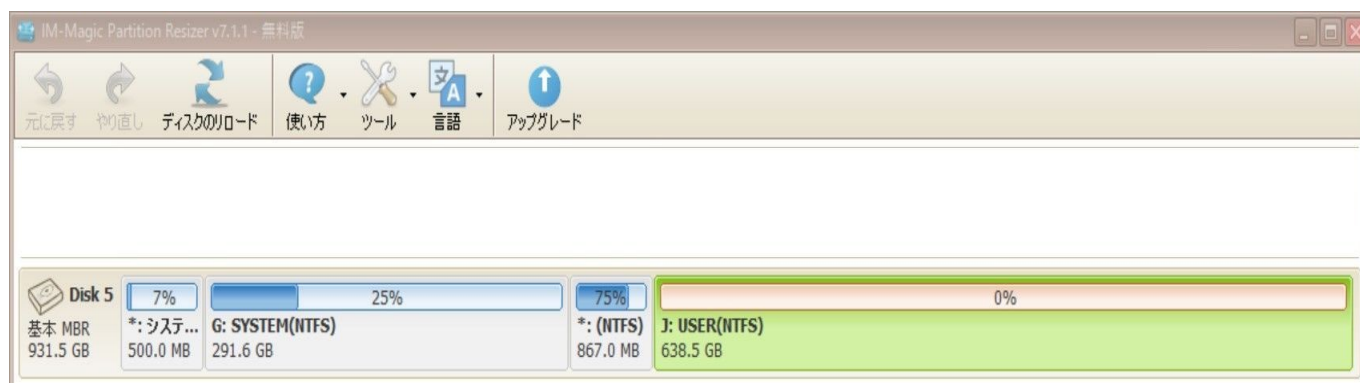 IM-Magic Partition Resizer v7.1.1 - 無料版
元に戻す やり直し ディスクのリロード 使い方 ツール 言語 アップグレード
Disk 5
基本 MBR
931.5 GB
7%
*: システ...
500.0 MB
25%
G: SYSTEM(NTFS)
291.6 GB
75%
*: (NTFS)
867.0 MB
0%
J: USER(NTFS)
638.5 GB